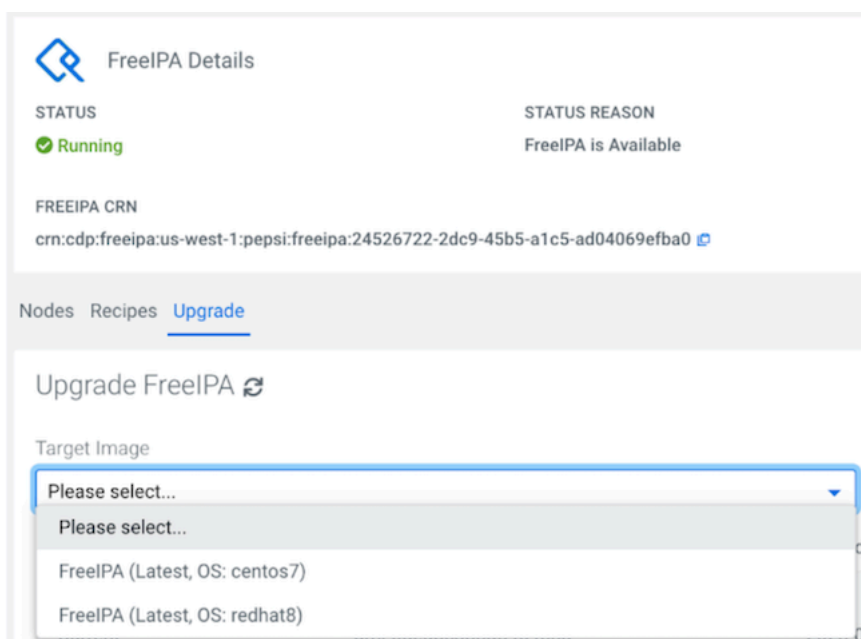 FreeIPA Details
STATUS
STATUS REASON
Running
FreeIPA is Available
FREEIPA CRN
crn:cdp:freeipa:us-west-1:pepsi:freeipa:24526722-2dc9-45b5-a1c5-ad04069efba0
Nodes Recipes Upgrade
Upgrade FreeIPA
Target Image
Please select...
Please select...
FreeIPA (Latest, OS: centos7)
FreeIPA (Latest, OS: redhat8)